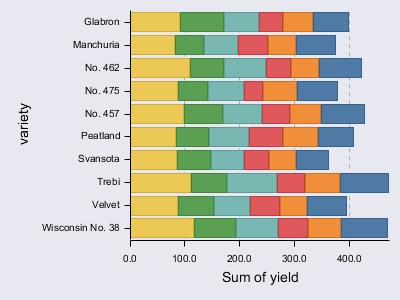 Glabron
Manchuria
No. 462
No. 475
No. 457
Peatland
Svansota
Trebi
Velvet
Wisconsin No. 38
variety
0.0 100.0 200.0 300.0 400.0
Sum of yield